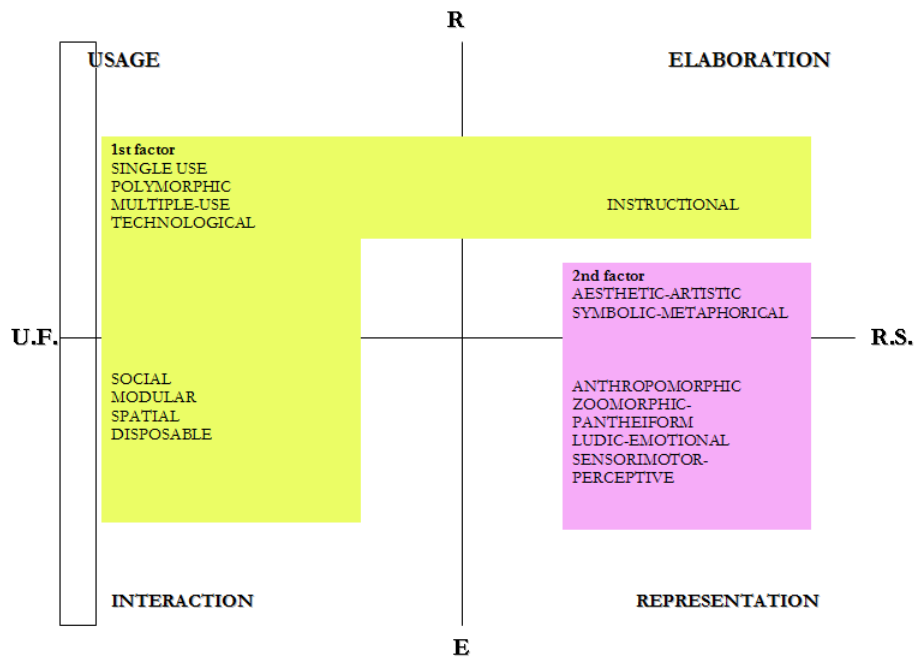 R
USAGE
ELABORATION
1st factor
SINGLE USE
POLYMORPHIC
MULTIPLE-USE
TECHNOLOGICAL
INSTRUCTIONAL
2nd factor
AESTHETIC-ARTISTIC
SYMBOLIC-METAPHORICAL
U.F.
R.S.
SOCIAL
MODULAR
SPATIAL
DISPOSABLE
ANTHROPOMORPHIC
ZOOMORPHIC-
PANTHEIFORM
LUDIC-EMOTIONAL
SENSORIMOTOR-
PERCEPTIVE
INTERACTION
REPRESENTATION
E